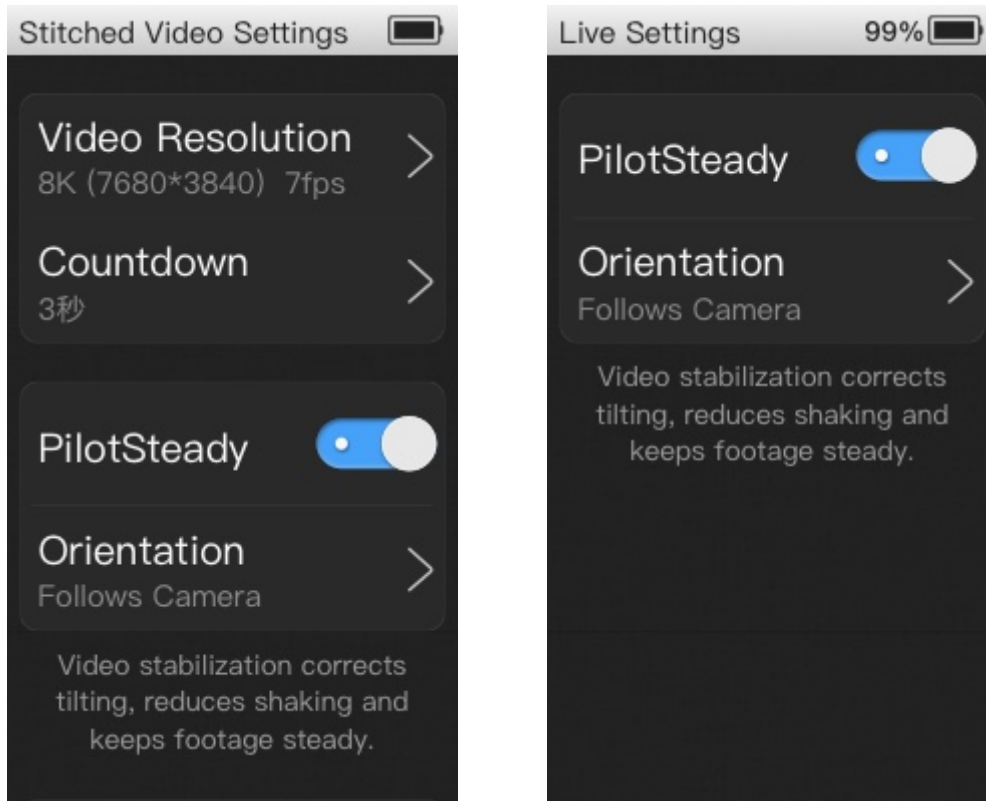 Stitched Video Settings
Video Resolution
8K (7680*3840) 7fps
Countdown
3秒
PilotSteady
Orientation
Follows Camera
Video stabilization corrects
tilting, reduces shaking and
keeps footage steady.
Live Settings 99%
PilotSteady
Orientation
Follows Camera
Video stabilization corrects
tilting, reduces shaking and
keeps footage steady.